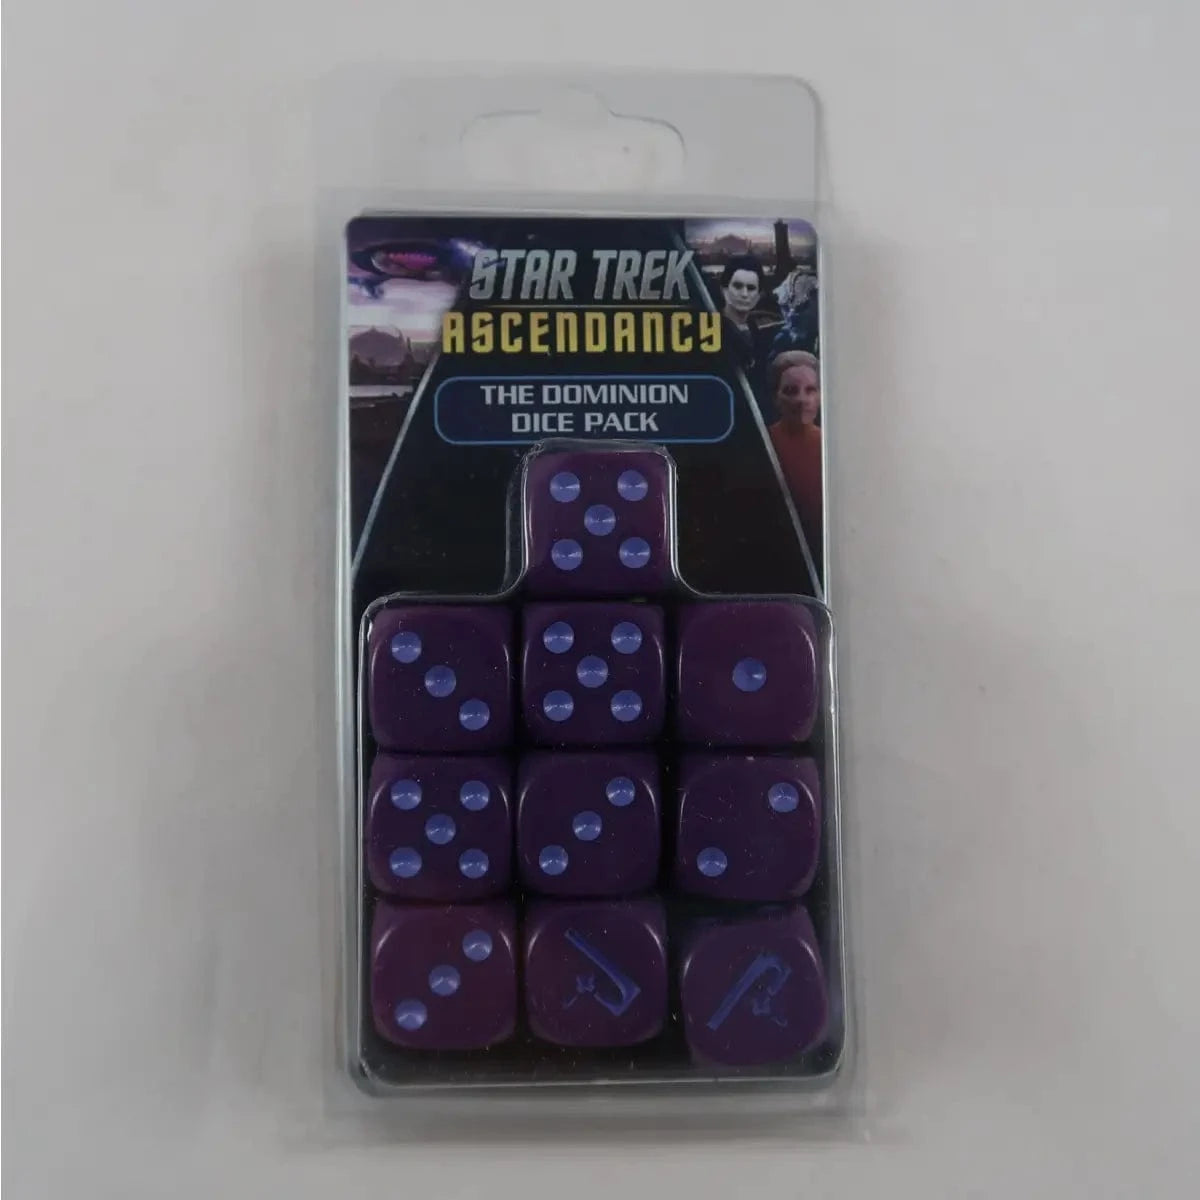 STAR TREK
ASCENDANCY
THE DOMINION
DICE PACK